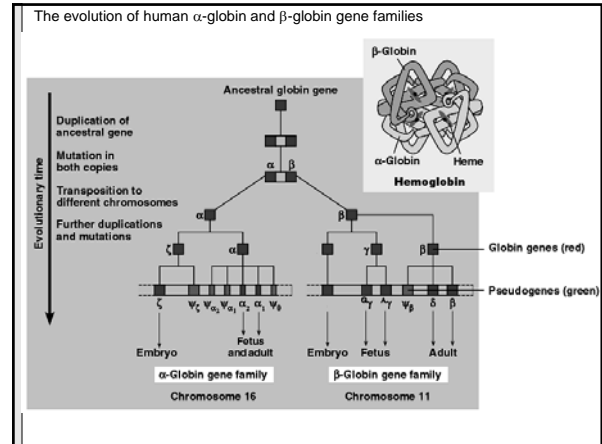 The evolution of human α-globin and β-globin gene families
β-Globin
α-Globin Heme
Hemoglobin
Ancestral globin gene
Evolutionary time
Duplication of
ancestral gene
Mutation in
both copies
Transposition to
different chromosomes
Further duplications
and mutations
α β
α β
ζ α γ β
Globin genes (red)
Pseudogenes (green)
ζ ψζ ψα₂ ψα₁ α₂ α₁ ψθ
Gγ Aγ ψβ δ β
Embryo Fetus
and adult
Embryo Fetus Adult
α-Globin gene family β-Globin gene family
Chromosome 16 Chromosome 11